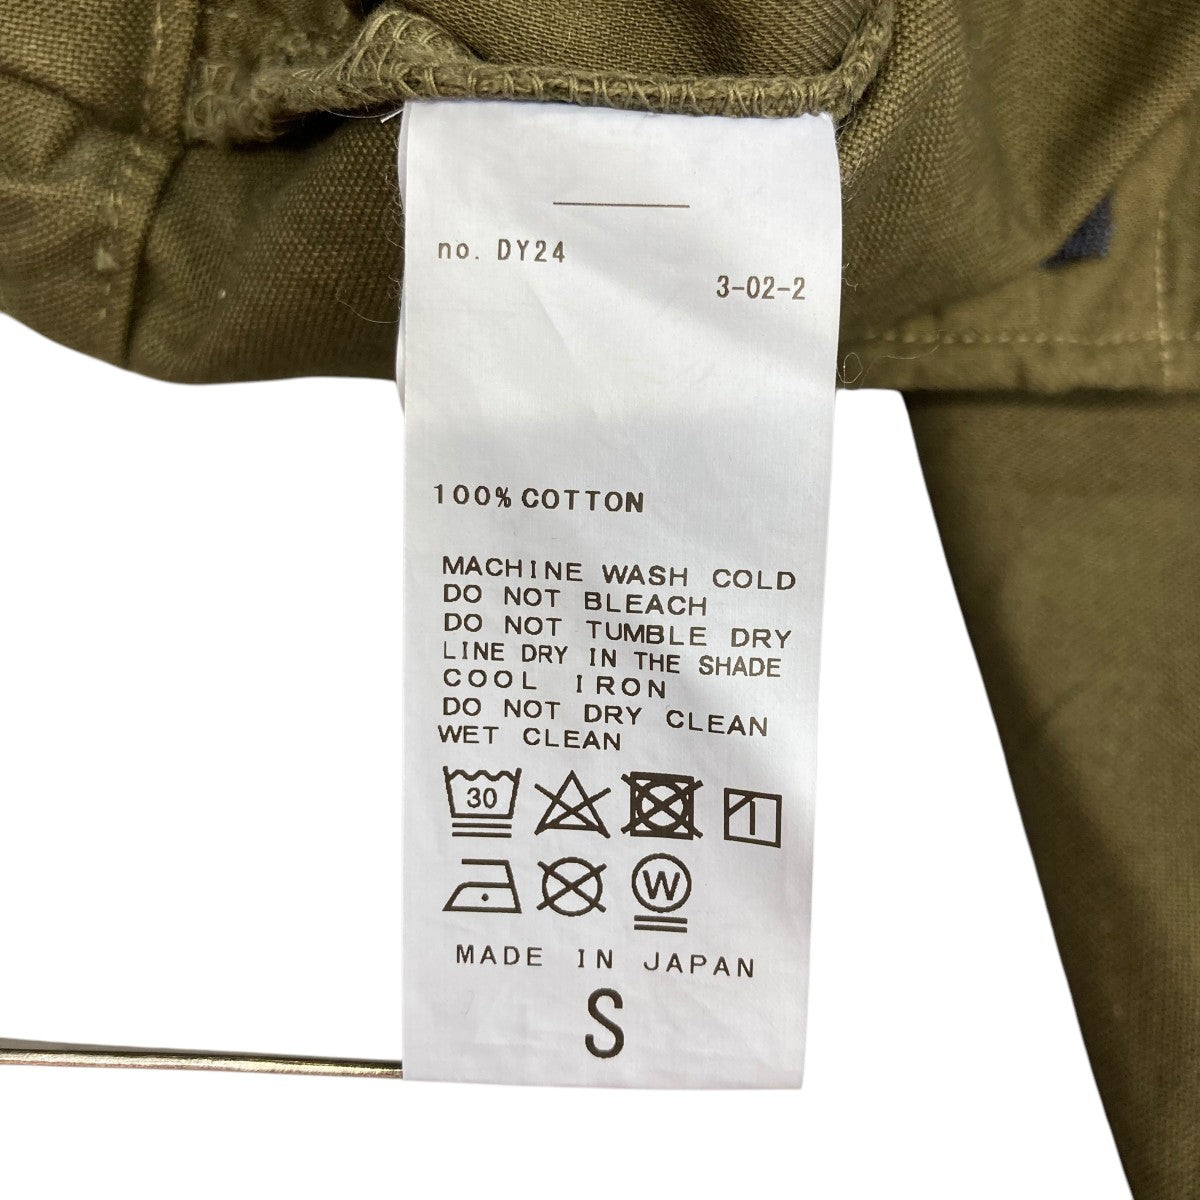 no. DY24
3-02-2
100% COTTON
MACHINE WASH COLD
DO NOT BLEACH
DO NOT TUMBLE DRY
LINE DRY IN THE SHADE
COOL IRON
DO NOT DRY CLEAN
WET CLEAN
30
W
MADE IN JAPAN
S